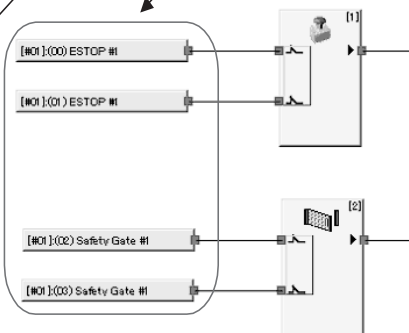 [1]
[#01]:(00) ESTOP #1
[#01]:(01) ESTOP #1
[2]
[#01]:(02) Safety Gate #1
[#01]:(03) Safety Gate #1